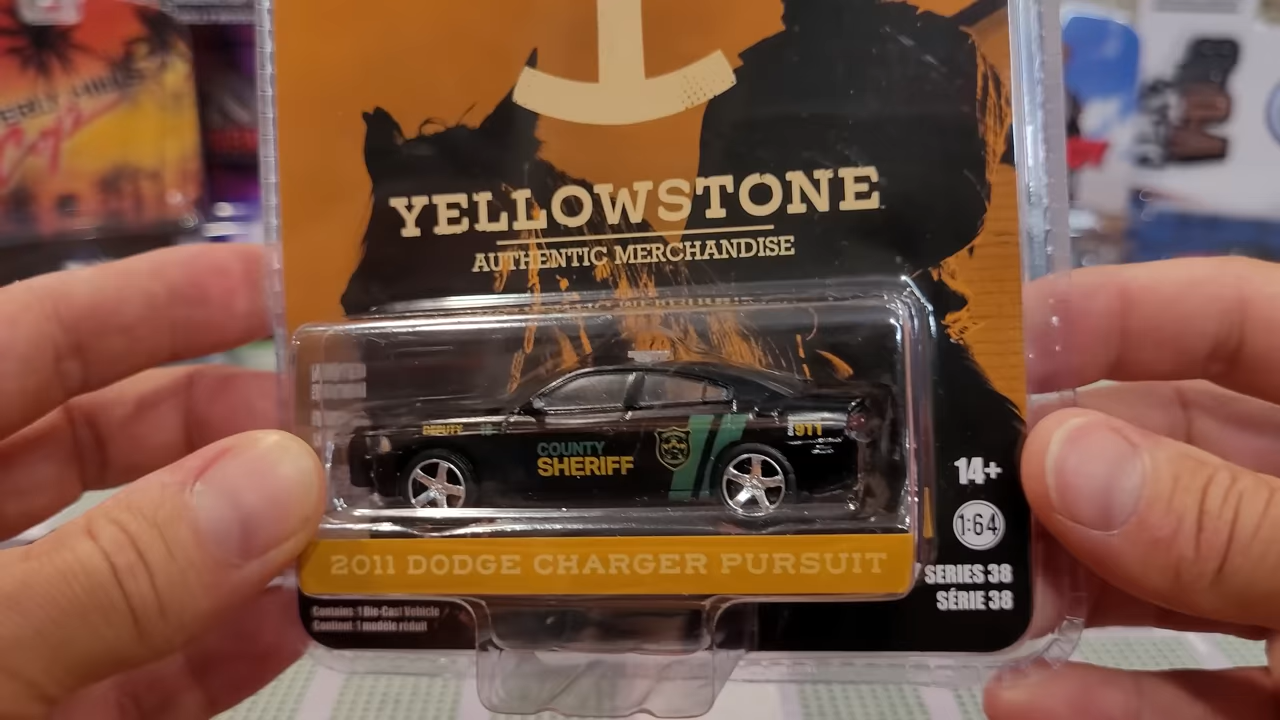 YELLOWSTONE
AUTHENTIC MERCHANDISE
DEPUTY
COUNTY
SHERIFF
911
14+
1:64
2011 DODGE CHARGER PURSUIT
SERIES 38
SÉRIE 38
Contains: 1 Die-Cast Vehicle
Contient: 1 modèle réduit